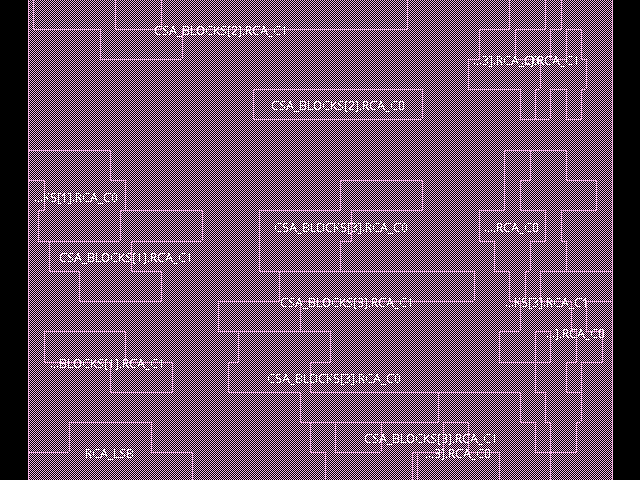 CSA_BLOCKS[2].RCA_C1
CSA_BLOCKS[2].RCA_C0
...S[1].RCA_C0
CSA_BLOCKS[3].RCA_C0
...RCA_C0
CSA_BLOCKS[1].RCA_C1
CSA_BLOCKS[3].RCA_C1
...KS[3].RCA_C1
...].RCA_C0
...BLOCKS[1].RCA_C1
CSA_BLOCKS[3].RCA_C0
CSA_BLOCKS[3].RCA_C1
RCA_LSB
...3].RCA_C0